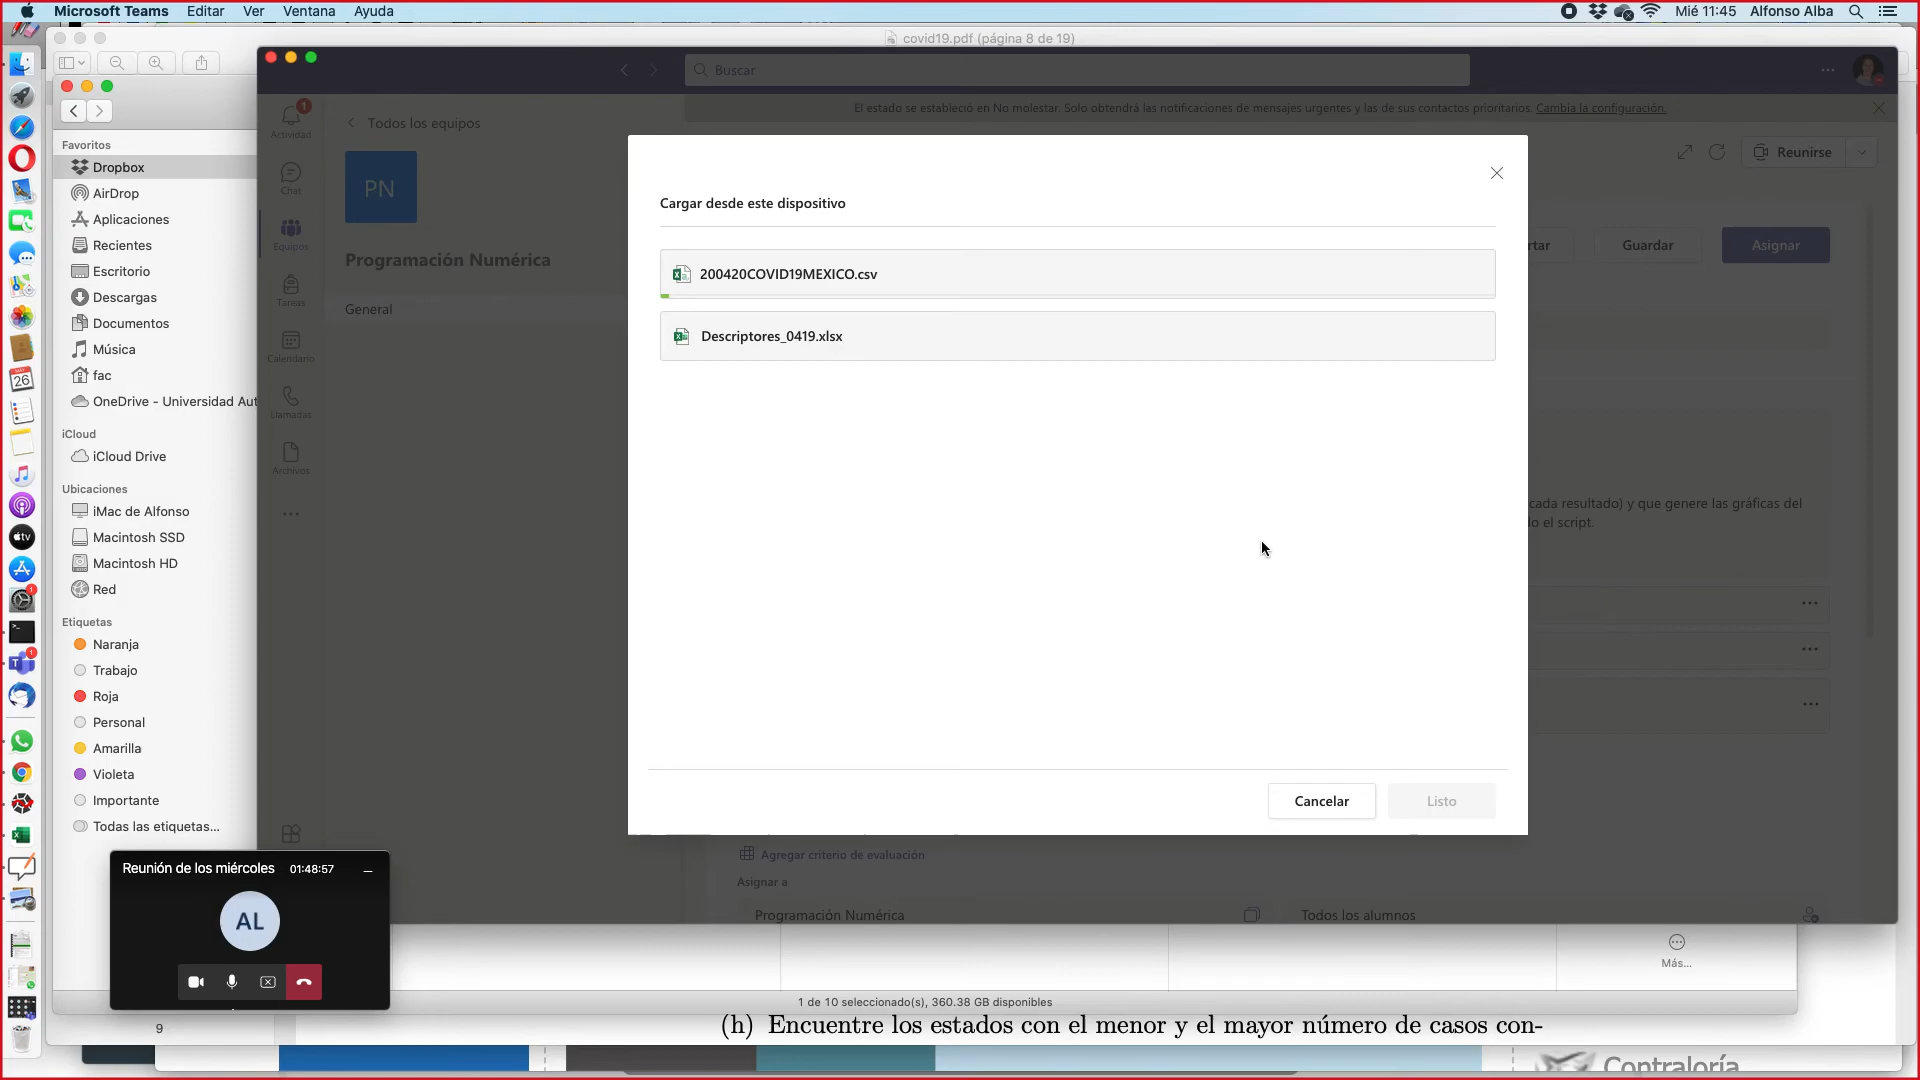 Microsoft Teams Editar Ver Ventana Ayuda
Mié 11:45 Alfonso Alba
covid19.pdf (página 8 de 19)
Buscar
El estado se estableció en No molestar. Solo obtendrá las notificaciones de mensajes urgentes y las de sus contactos prioritarios. Cambia la configuración.
Favoritos
Dropbox
AirDrop
Aplicaciones
Recientes
Escritorio
Descargas
Documentos
Música
fac
OneDrive - Universidad Aut
iCloud
iCloud Drive
Ubicaciones
iMac de Alfonso
Macintosh SSD
Macintosh HD
Red
Etiquetas
Naranja
Trabajo
Roja
Personal
Amarilla
Violeta
Importante
Todas las etiquetas...
1
Actividad
Chat
Equipos
Tareas
Calendario
Llamadas
Archivos
Todos los equipos
PN
Programación Numérica
General
Reunirse
rtar
Guardar
Asignar
Cargar desde este dispositivo
200420COVID19MEXICO.csv
Descriptores_0419.xlsx
Cancelar
Listo
cada resultado) y que genere las gráficas del
o el script.
Agregar criterio de evaluación
Asignar a
Programación Numérica
Todos los alumnos
Más...
1 de 10 seleccionado(s), 360.38 GB disponibles
Reunión de los miércoles 01:48:57
AL
9
(h) Encuentre los estados con el menor y el mayor número de casos con-
Contraloría
MAY
26
tv
1
1